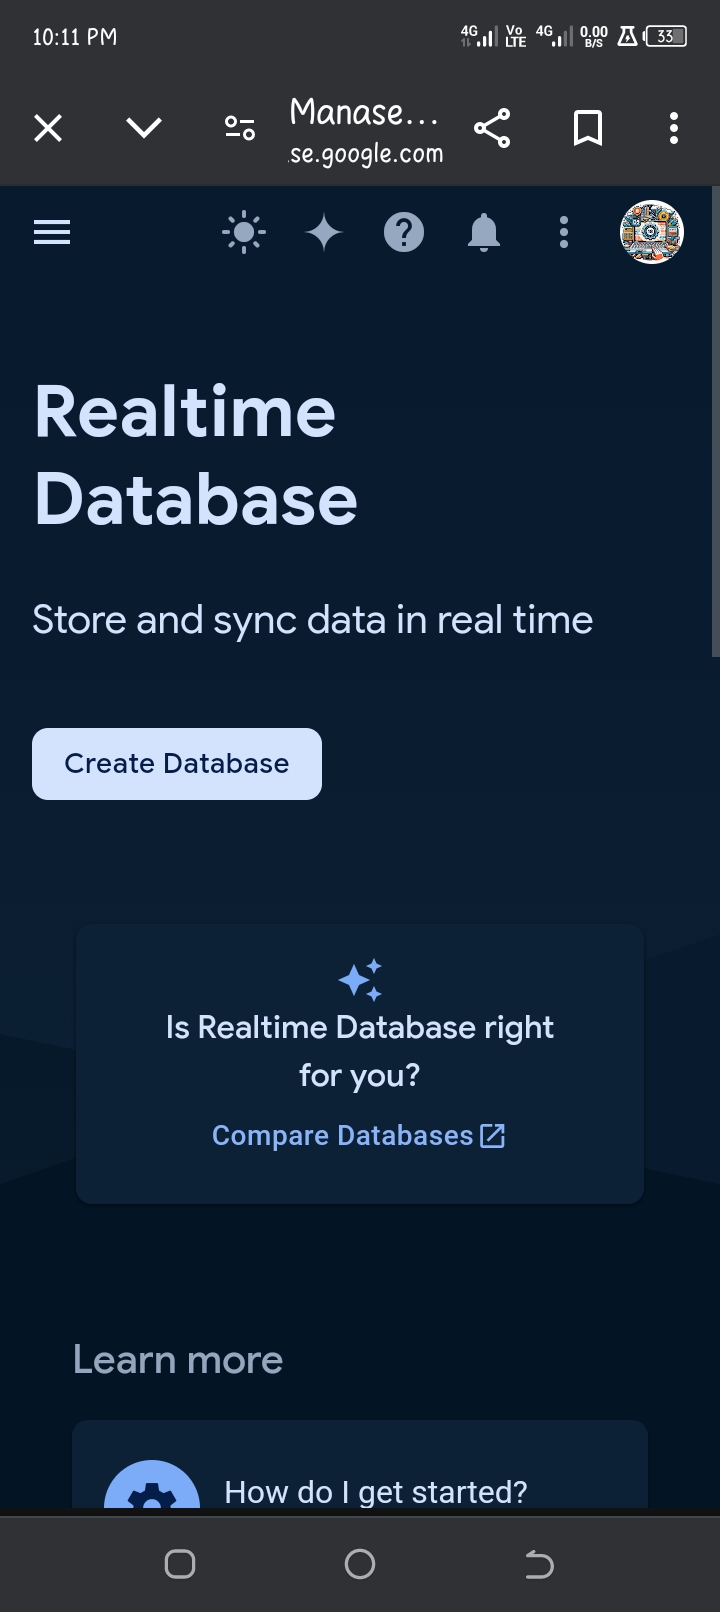 10:11 PM
4G Vo LTE 4G 0.00 B/S 33
Manase...
se.google.com
Realtime
Database
Store and sync data in real time
Create Database
Is Realtime Database right
for you?
Compare Databases
Learn more
How do I get started?